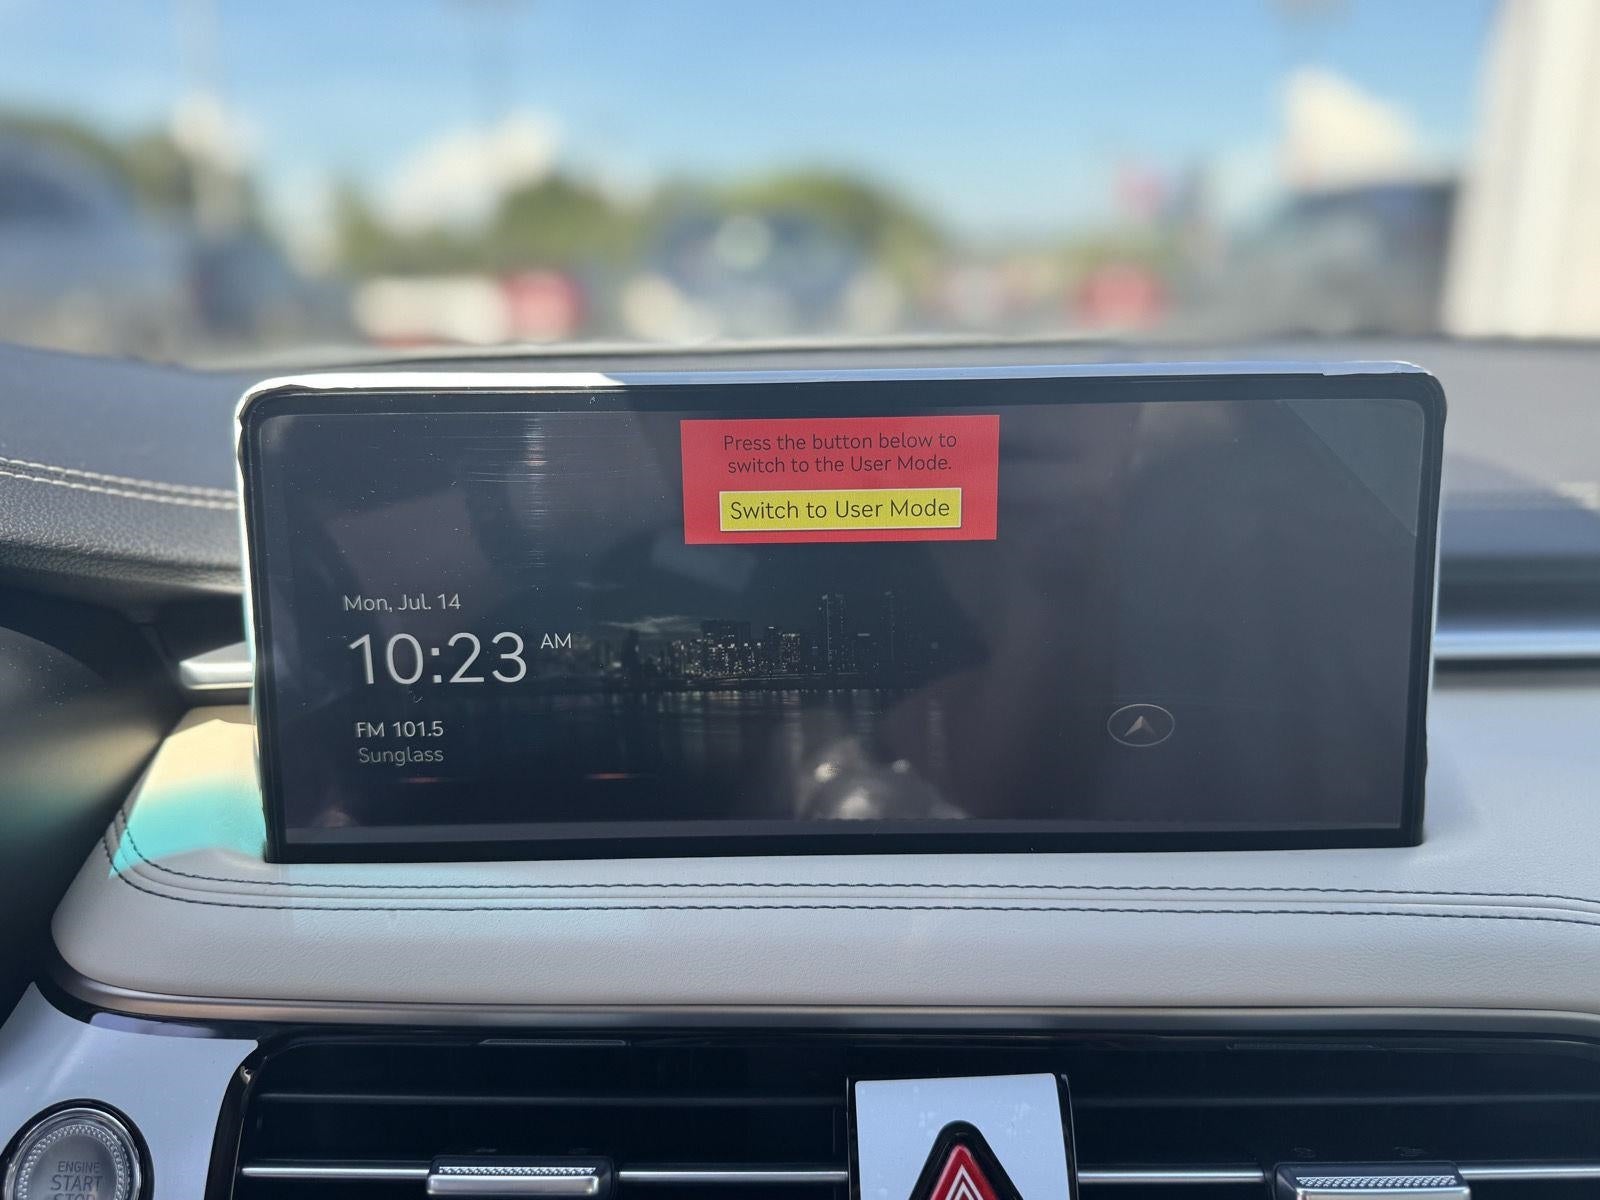 Press the button below to
switch to the User Mode.
Switch to User Mode
Mon, Jul. 14
10:23 AM
FM 101.5
Sunglass
ENGINE
START
STOP